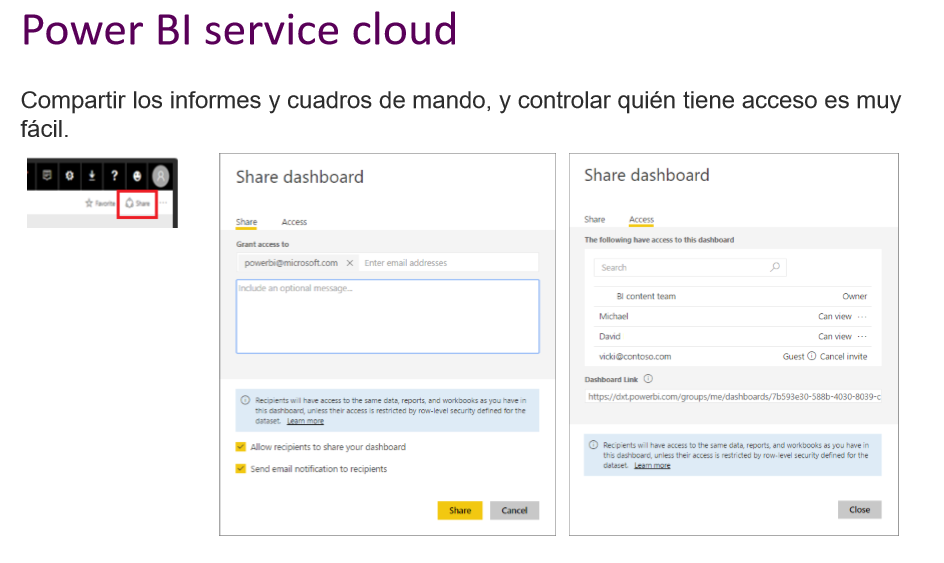 Power BI service cloud
Compartir los informes y cuadros de mando, y controlar quién tiene acceso es muy
fácil.
Favorite Share
Share dashboard
Share Access
Grant access to
powerbi@microsoft.com Enter email addresses
Include an optional message...
Recipients will have access to the same data, reports, and workbooks as you have in
this dashboard, unless their access is restricted by row-level security defined for the
dataset. Learn more
Allow recipients to share your dashboard
Send email notification to recipients
Share Cancel
Share dashboard
Share Access
The following have access to this dashboard
Search
BI content team Owner
Michael Can view ...
David Can view ...
vicki@contoso.com Guest Cancel invite
Dashboard Link
https://dxt.powerbi.com/groups/me/dashboards/7b593e30-588b-4030-8039-c
Recipients will have access to the same data, reports, and workbooks as you have in
this dashboard, unless their access is restricted by row-level security defined for the
dataset. Learn more
Close